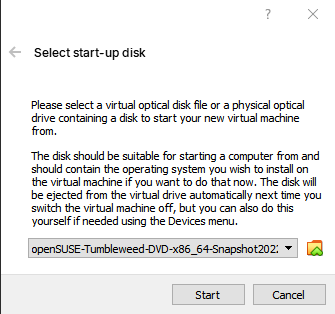 ?
Select start-up disk
Please select a virtual optical disk file or a physical optical
drive containing a disk to start your new virtual machine
from.
The disk should be suitable for starting a computer from and
should contain the operating system you wish to install on
the virtual machine if you want to do that now. The disk will
be ejected from the virtual drive automatically next time you
switch the virtual machine off, but you can also do this
yourself if needed using the Devices menu.
openSUSE-Tumbleweed-DVD-x86_64-Snapshot202
Start Cancel